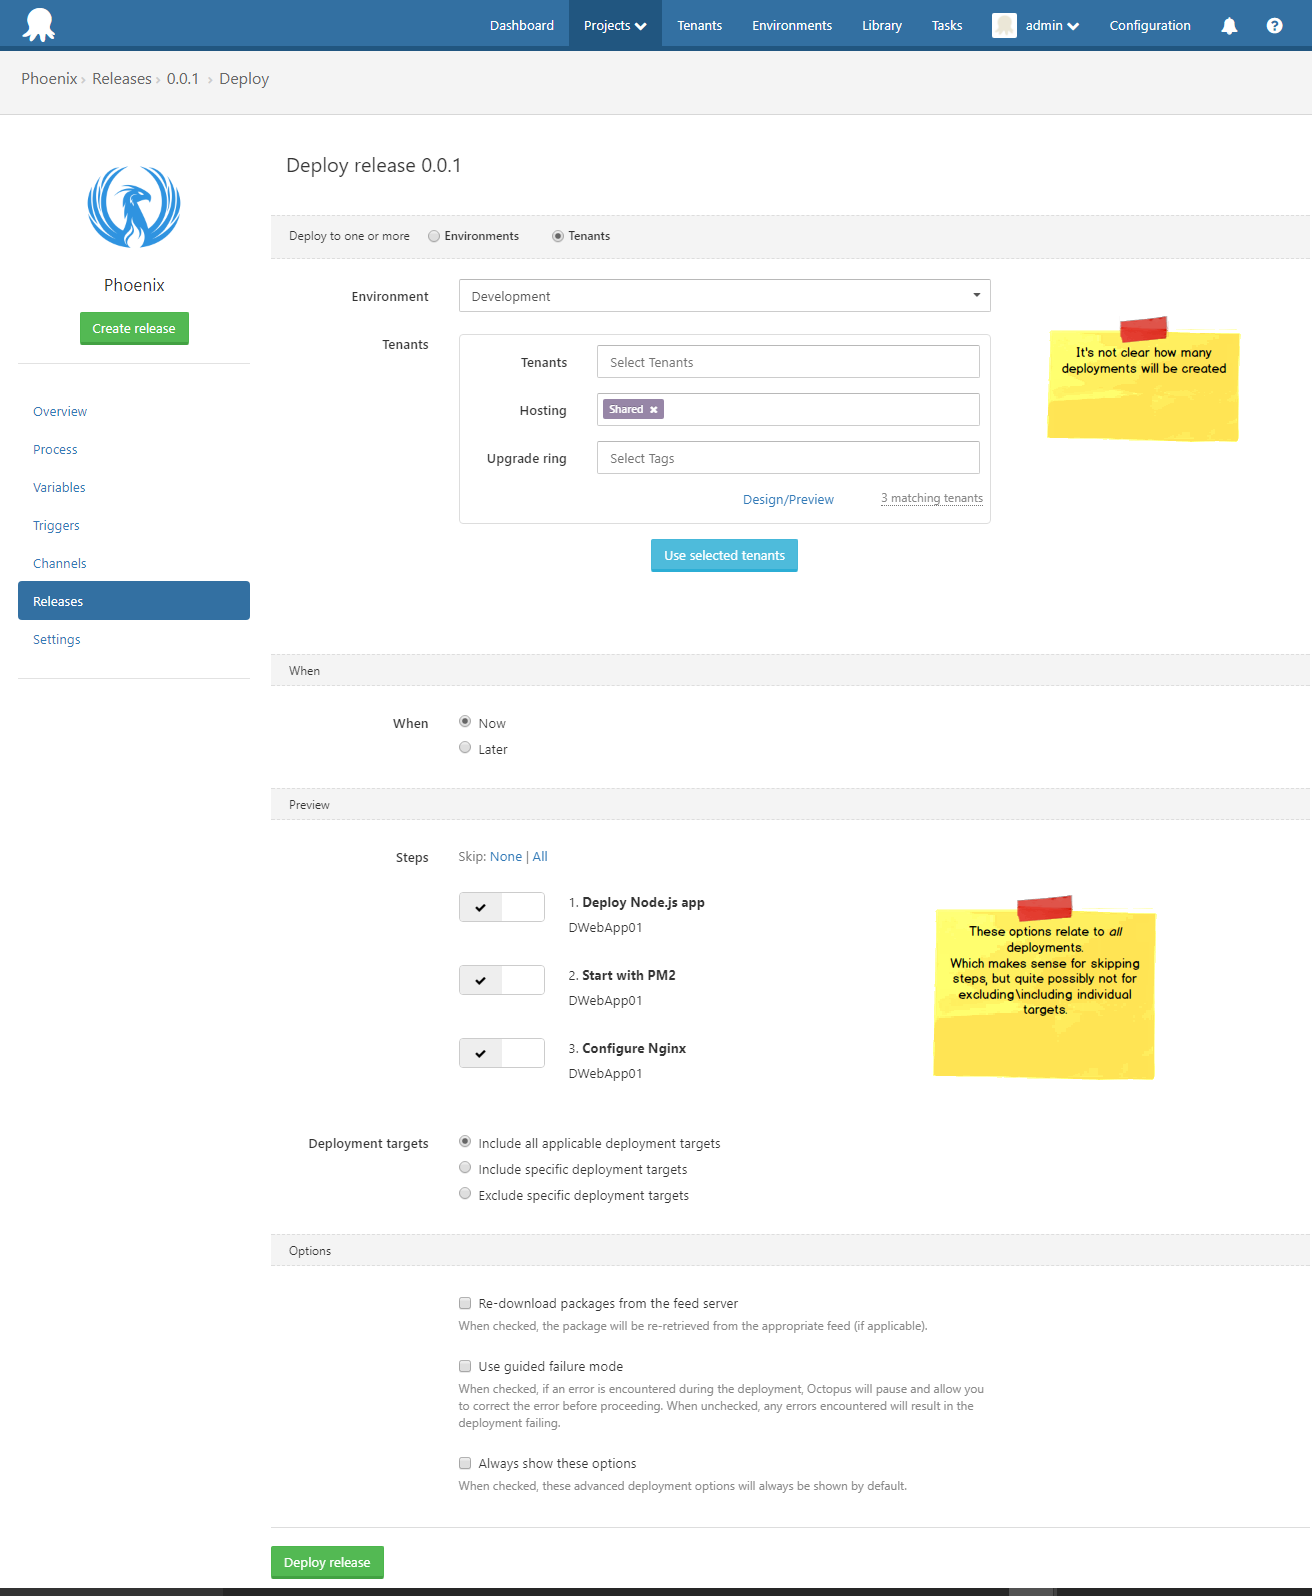 Dashboard Projects Tenants Environments Library Tasks admin Configuration
Phoenix › Releases › 0.0.1 › Deploy
Phoenix
Create release
Overview
Process
Variables
Triggers
Channels
Releases
Settings
Deploy release 0.0.1
Deploy to one or more Environments Tenants
Environment Development
Tenants
Tenants Select Tenants
Hosting Shared ×
Upgrade ring Select Tags
Design/Preview 3 matching tenants
Use selected tenants
It's not clear how many
deployments will be created
When
When Now
Later
Preview
Steps Skip: None | All
1. Deploy Node.js app
DWebApp01
2. Start with PM2
DWebApp01
3. Configure Nginx
DWebApp01
These options relate to all
deployments.
Which makes sense for skipping
steps, but quite possibly not for
excluding\including individual
targets.
Deployment targets Include all applicable deployment targets
Include specific deployment targets
Exclude specific deployment targets
Options
Re-download packages from the feed server
When checked, the package will be re-retrieved from the appropriate feed (if applicable).
Use guided failure mode
When checked, if an error is encountered during the deployment, Octopus will pause and allow you
to correct the error before proceeding. When unchecked, any errors encountered will result in the
deployment failing.
Always show these options
When checked, these advanced deployment options will always be shown by default.
Deploy release